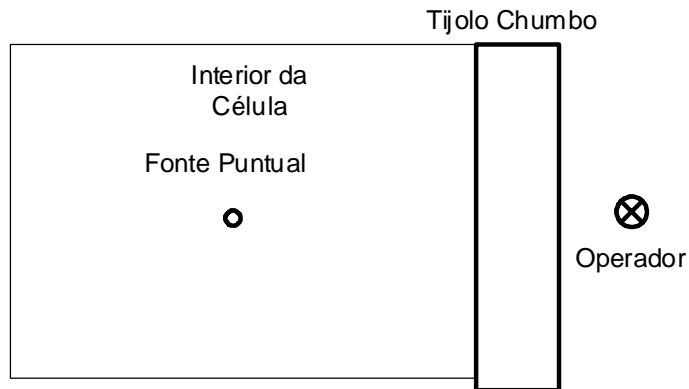 Tijolo Chumbo
Interior da
Célula
Fonte Puntual
Operador